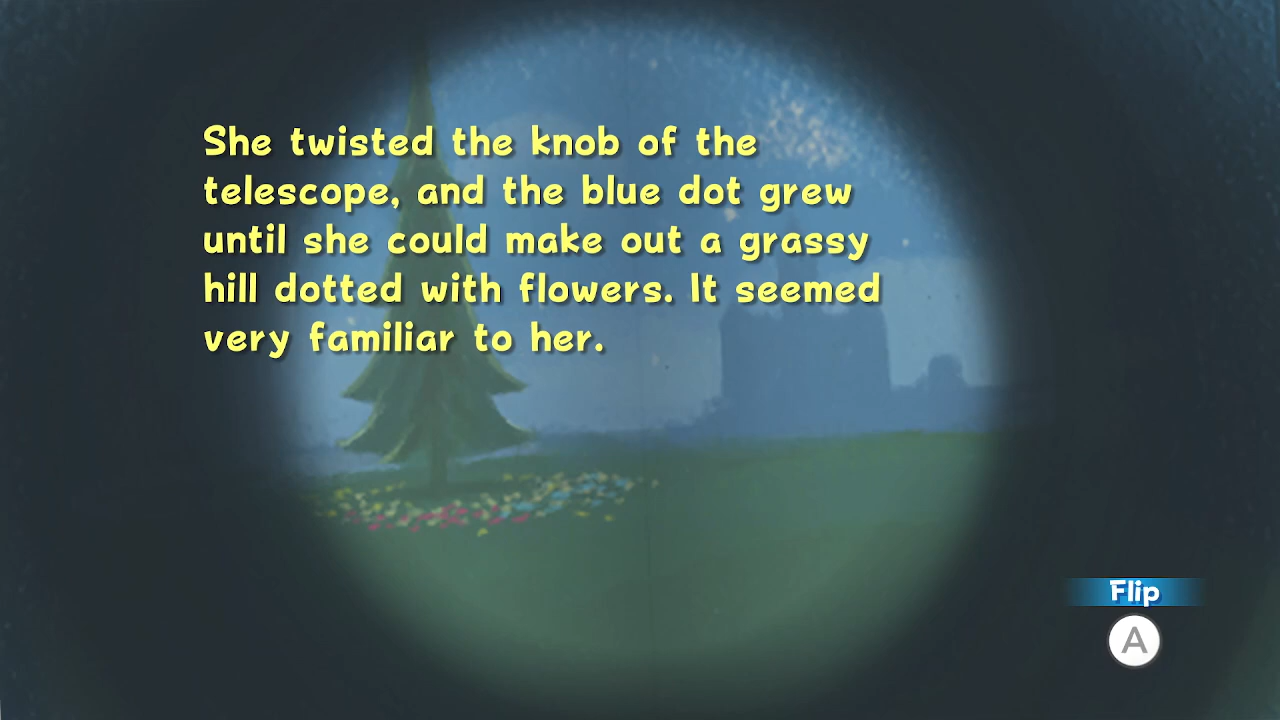 She twisted the knob of the
telescope, and the blue dot grew
until she could make out a grassy
hill dotted with flowers. It seemed
very familiar to her.
Flip
A